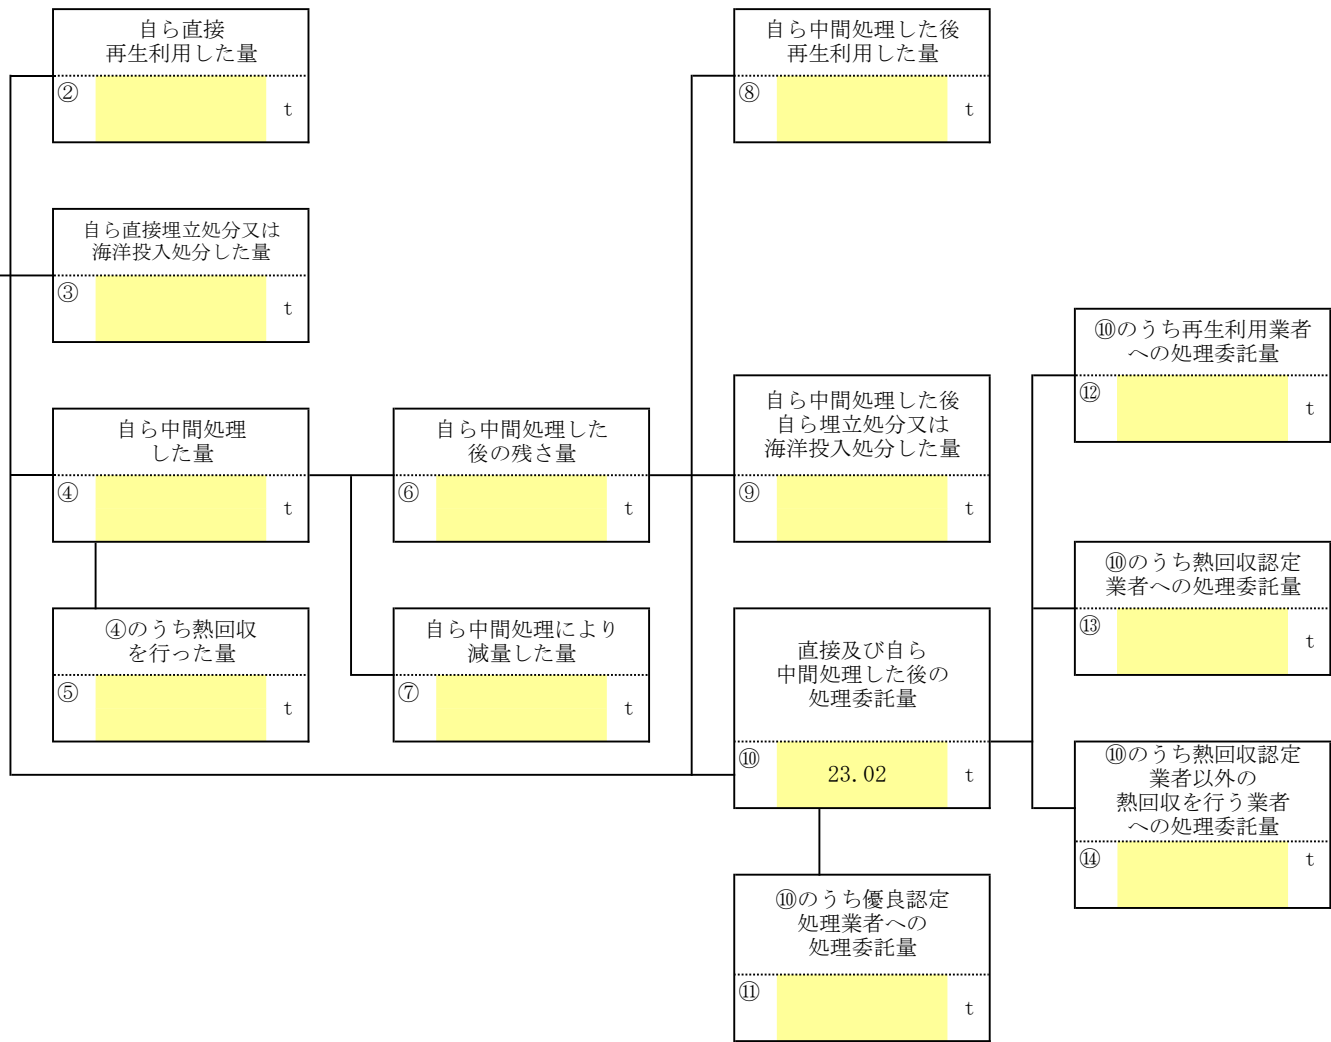 自ら直接
再生利用した量
②
t
自ら中間処理した後
再生利用した量
⑧
t
自ら直接埋立処分又は
海洋投入処分した量
③
t
⑩のうち再生利用業者
への処理委託量
⑫
t
自ら中間処理
した量
④
t
自ら中間処理した
後の残さ量
⑥
t
自ら中間処理した後
自ら埋立処分又は
海洋投入処分した量
⑨
t
⑩のうち熱回収認定
業者への処理委託量
⑬
t
④のうち熱回収
を行った量
⑤
t
自ら中間処理により
減量した量
⑦
t
直接及び自ら
中間処理した後の
処理委託量
⑩
23.02
t
⑩のうち熱回収認定
業者以外の
熱回収を行う業者
への処理委託量
⑭
t
⑩のうち優良認定
処理業者への
処理委託量
⑪
t